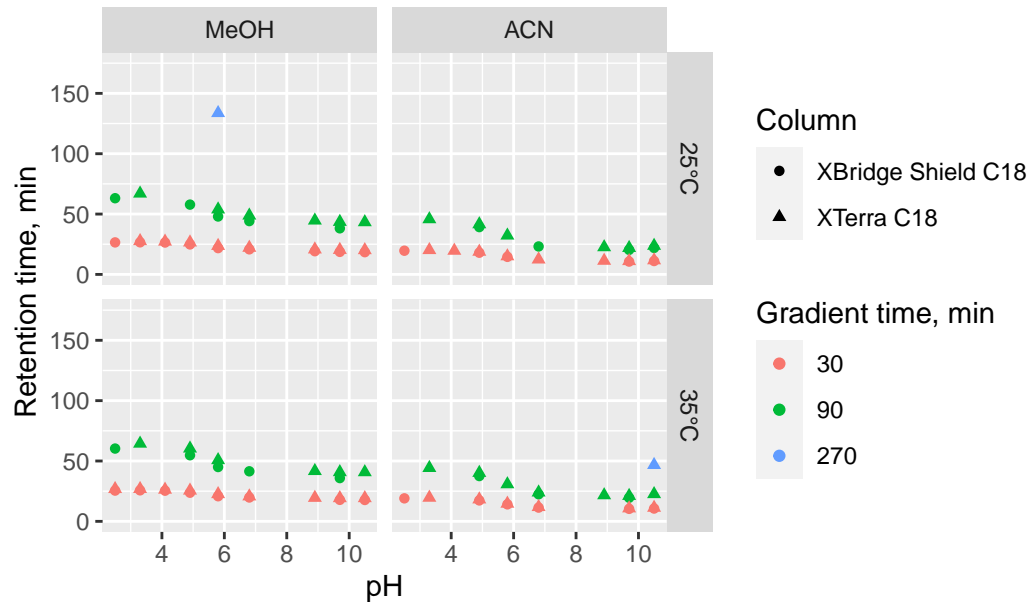 MeOH
ACN
Retention time, min
150
100
50
0
25°C
150
100
50
0
35°C
4 6 8 10
4 6 8 10
pH
Column
XBridge Shield C18
XTerra C18
Gradient time, min
30
90
270